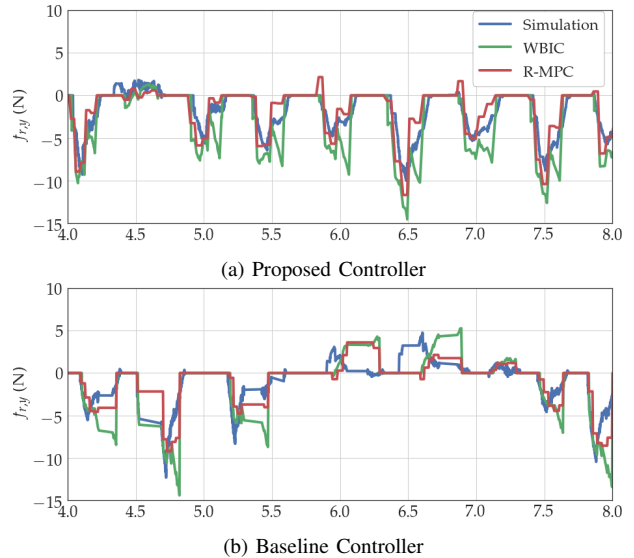 10
5
0
−5
−10
−15
f_{r,y} (N)
Simulation
WBIC
R-MPC
4.0 4.5 5.0 5.5 6.0 6.5 7.0 7.5 8.0
(a) Proposed Controller
10
5
0
−5
−10
−15
f_{r,y} (N)
4.0 4.5 5.0 5.5 6.0 6.5 7.0 7.5 8.0
(b) Baseline Controller